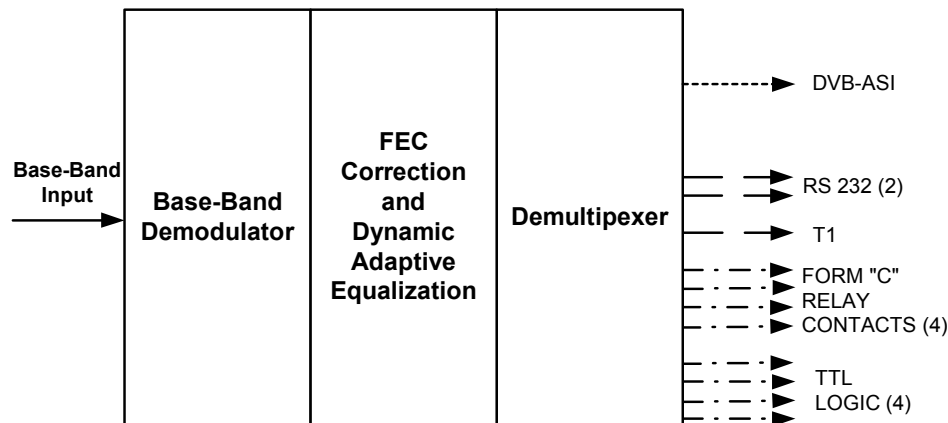 Base-Band
Input
Base-Band
Demodulator
FEC
Correction
and
Dynamic
Adaptive
Equalization
Demultipexer
DVB-ASI
RS 232 (2)
T1
FORM "C"
RELAY
CONTACTS (4)
TTL
LOGIC (4)